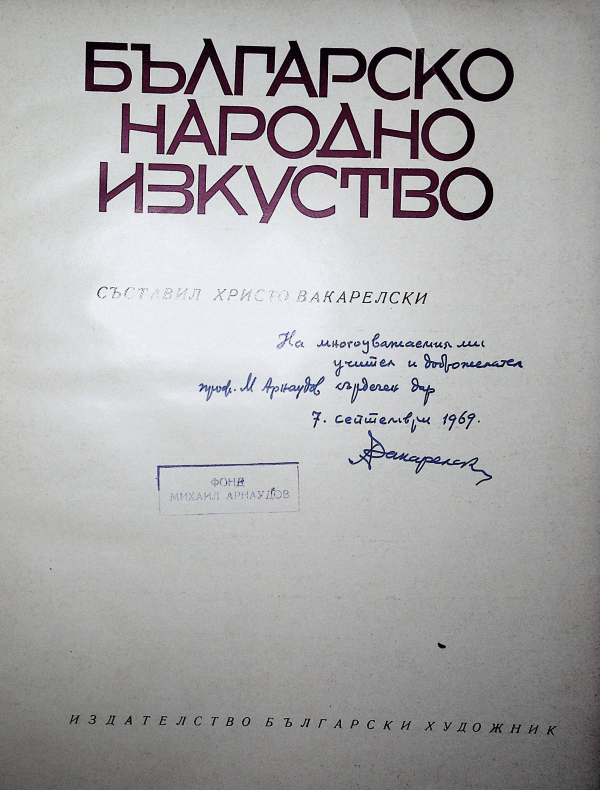 БЪЛГАРСКО
НАРОДНО
ИЗКУСТВО
СЪСТАВИЛ ХРИСТО ВАКАРЕЛСКИ
На многоуважаемия ми
учител и доброжелател
проф. М Арнаудов сърдечен дар
7. септември 1969.
Вакарелски
ФОНД
МИХАИЛ АРНАУДОВ
ИЗДАТЕЛСТВО БЪЛГАРСКИ ХУДОЖНИК